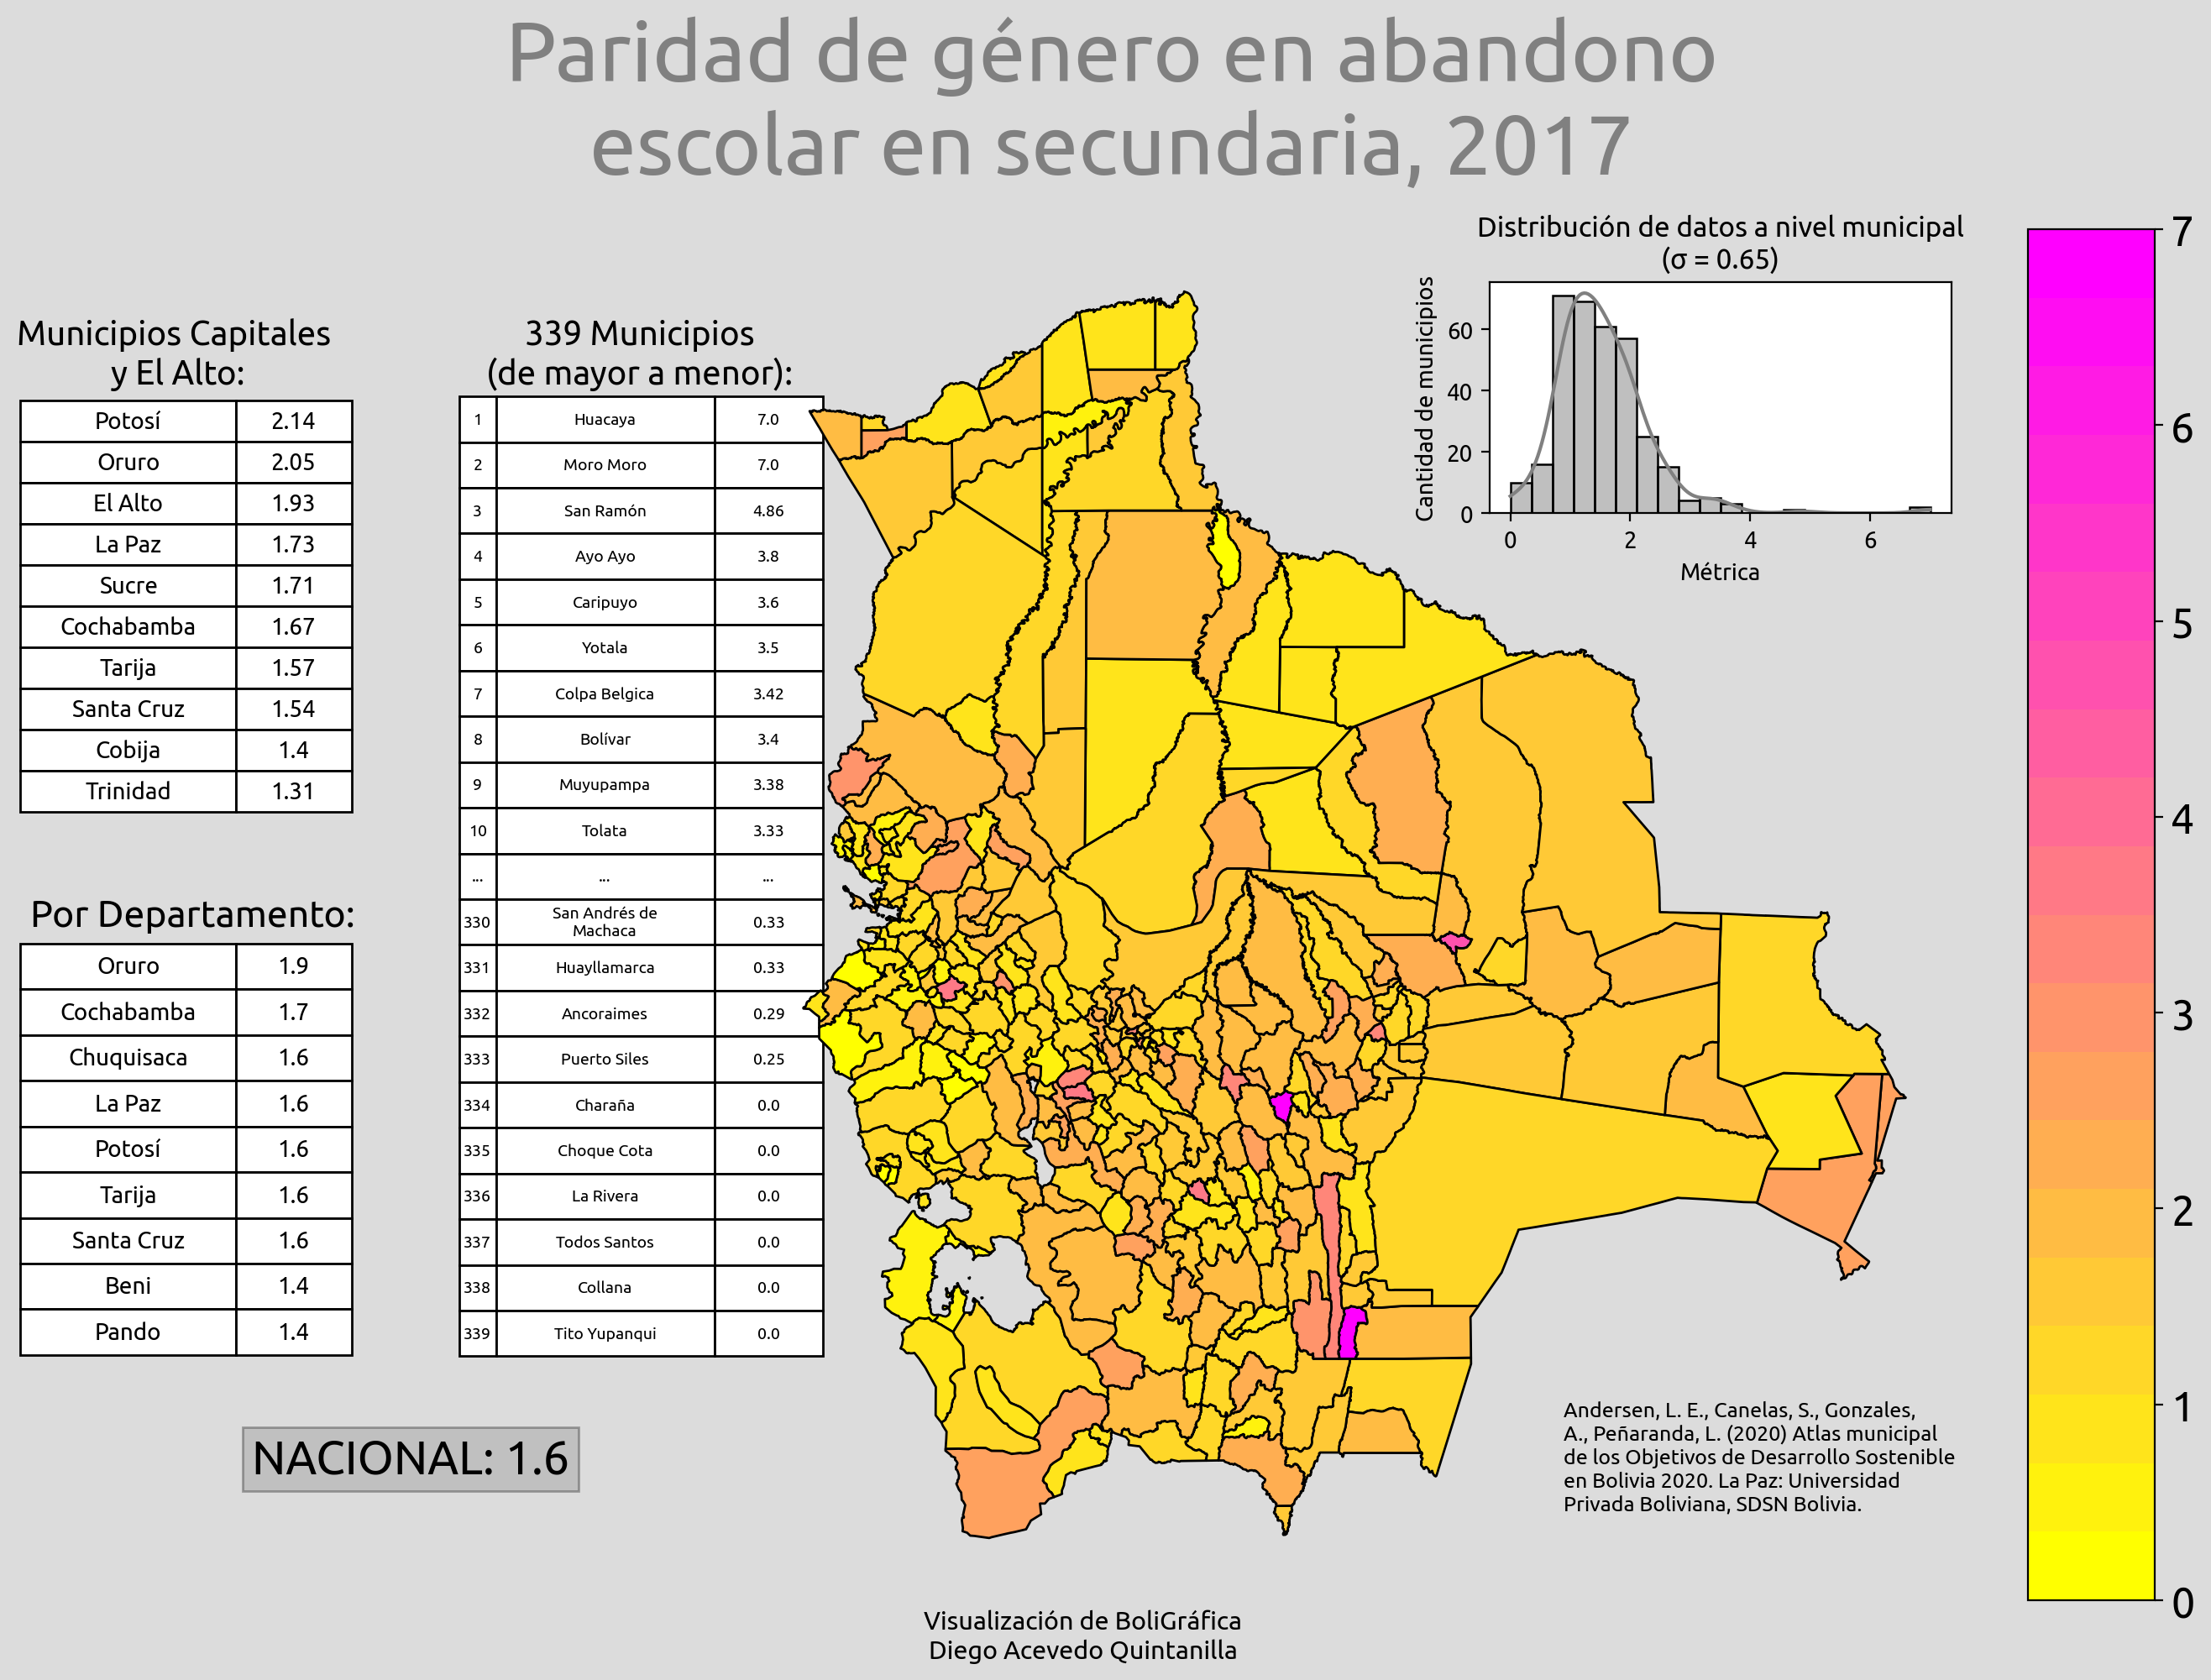 Paridad de género en abandono
escolar en secundaria, 2017
Municipios Capitales
y El Alto:
Potosí 2.14
Oruro 2.05
El Alto 1.93
La Paz 1.73
Sucre 1.71
Cochabamba 1.67
Tarija 1.57
Santa Cruz 1.54
Cobija 1.4
Trinidad 1.31
Por Departamento:
Oruro 1.9
Cochabamba 1.7
Chuquisaca 1.6
La Paz 1.6
Potosí 1.6
Tarija 1.6
Santa Cruz 1.6
Beni 1.4
Pando 1.4
NACIONAL: 1.6
339 Municipios
(de mayor a menor):
1 Huacaya 7.0
2 Moro Moro 7.0
3 San Ramón 4.86
4 Ayo Ayo 3.8
5 Caripuyo 3.6
6 Yotala 3.5
7 Colpa Belgica 3.42
8 Bolívar 3.4
9 Muyupampa 3.38
10 Tolata 3.33
... ... ...
330 San Andrés de Machaca 0.33
331 Huayllamarca 0.33
332 Ancoraimes 0.29
333 Puerto Siles 0.25
334 Charaña 0.0
335 Choque Cota 0.0
336 La Rivera 0.0
337 Todos Santos 0.0
338 Collana 0.0
339 Tito Yupanqui 0.0
Distribución de datos a nivel municipal
(σ = 0.65)
Cantidad de municipios
60
40
20
0
0 2 4 6
Métrica
7
6
5
4
3
2
1
0
Andersen, L. E., Canelas, S., Gonzales,
A., Peñaranda, L. (2020) Atlas municipal
de los Objetivos de Desarrollo Sostenible
en Bolivia 2020. La Paz: Universidad
Privada Boliviana, SDSN Bolivia.
Visualización de BoliGráfica
Diego Acevedo Quintanilla